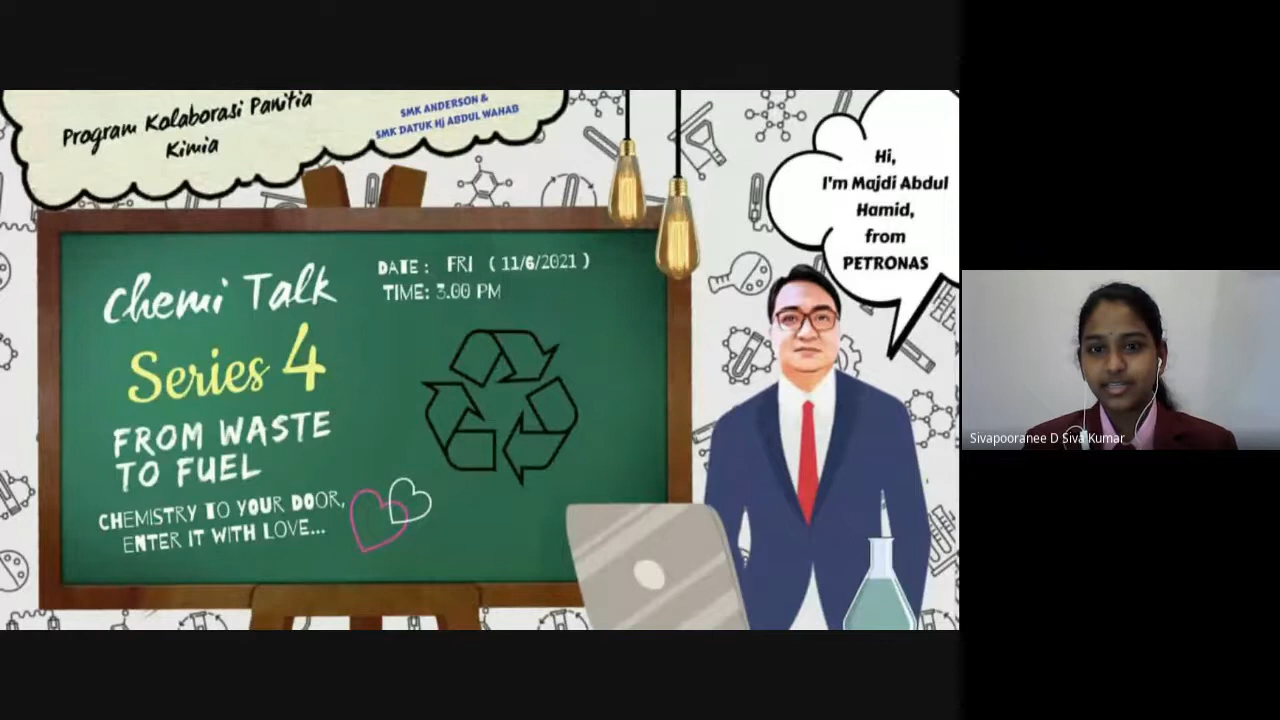 Program Kolaborasi Panitia
Kimia
SMK ANDERSON &
SMK DATUK Hj ABDUL WAHAB
Hi,
I'm Majdi Abdul
Hamid,
from
PETRONAS
DATE : FRI ( 11/6/2021 )
TIME: 3.00 PM
Chemi Talk
Series 4
FROM WASTE
TO FUEL
CHEMISTRY TO YOUR DOOR,
ENTER IT WITH LOVE...
Sivapooranee D Siva Kumar